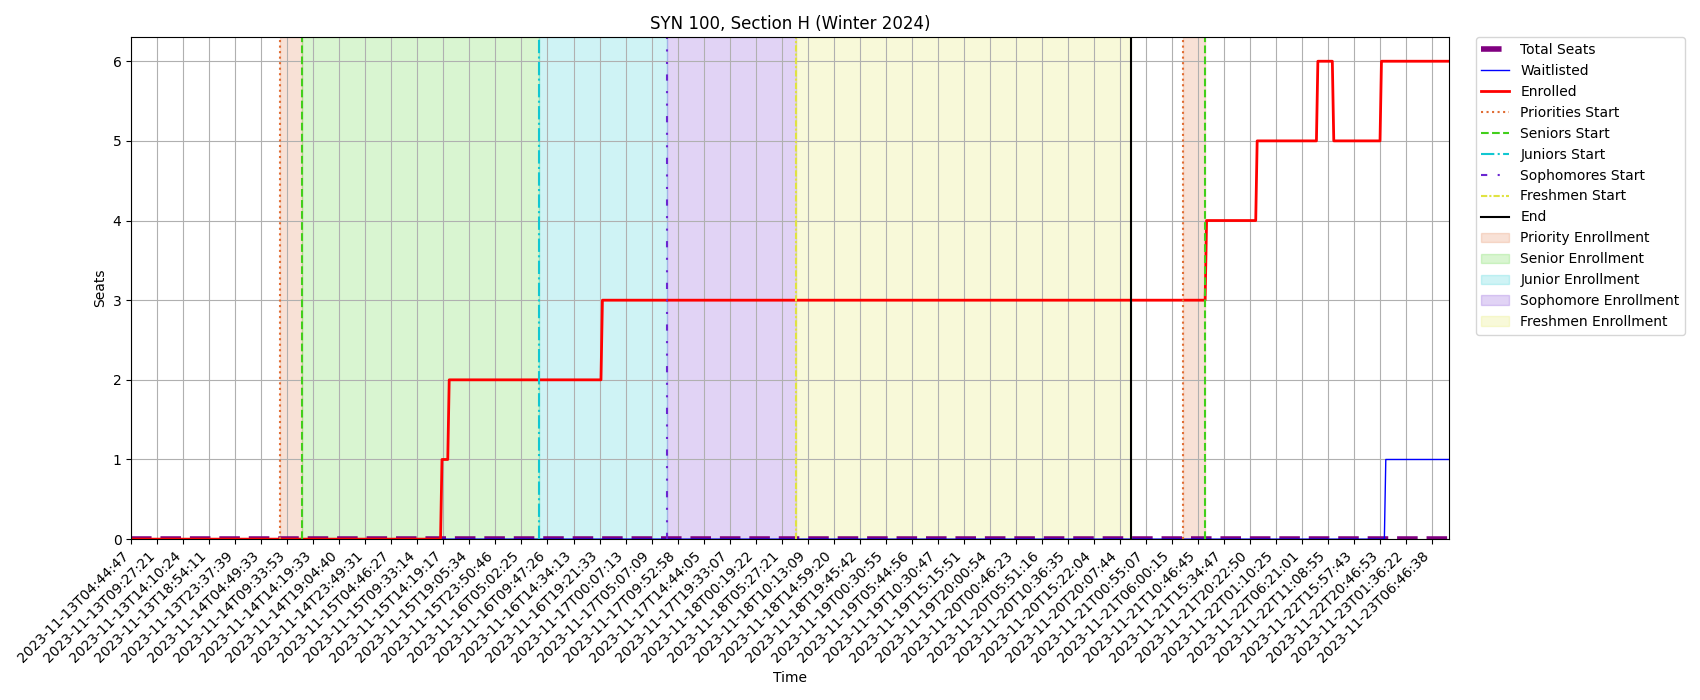 SYN 100, Section H (Winter 2024)
Seats
6
5
4
3
2
1
0
2023-11-13T04:44:47
2023-11-13T09:27:21
2023-11-13T14:10:24
2023-11-13T18:54:11
2023-11-13T23:37:39
2023-11-14T04:49:33
2023-11-14T09:33:53
2023-11-14T14:19:33
2023-11-14T19:04:40
2023-11-14T23:49:31
2023-11-15T04:46:27
2023-11-15T09:33:14
2023-11-15T14:19:17
2023-11-15T19:05:34
2023-11-15T23:50:46
2023-11-16T05:02:25
2023-11-16T09:47:26
2023-11-16T14:34:13
2023-11-16T19:21:33
2023-11-17T00:07:13
2023-11-17T05:07:09
2023-11-17T09:52:58
2023-11-17T14:44:05
2023-11-17T19:33:07
2023-11-18T00:19:22
2023-11-18T05:27:21
2023-11-18T10:13:09
2023-11-18T14:59:20
2023-11-18T19:45:42
2023-11-19T00:30:55
2023-11-19T05:44:56
2023-11-19T10:30:47
2023-11-19T15:15:51
2023-11-19T20:00:54
2023-11-20T00:46:23
2023-11-20T05:51:16
2023-11-20T10:36:35
2023-11-20T15:22:04
2023-11-20T20:07:44
2023-11-21T00:55:07
2023-11-21T06:00:15
2023-11-21T10:46:45
2023-11-21T15:34:47
2023-11-21T20:22:50
2023-11-22T01:10:25
2023-11-22T06:21:01
2023-11-22T11:08:55
2023-11-22T15:57:43
2023-11-22T20:46:53
2023-11-23T01:36:22
2023-11-23T06:46:38
Time
Total Seats
Waitlisted
Enrolled
Priorities Start
Seniors Start
Juniors Start
Sophomores Start
Freshmen Start
End
Priority Enrollment
Senior Enrollment
Junior Enrollment
Sophomore Enrollment
Freshmen Enrollment